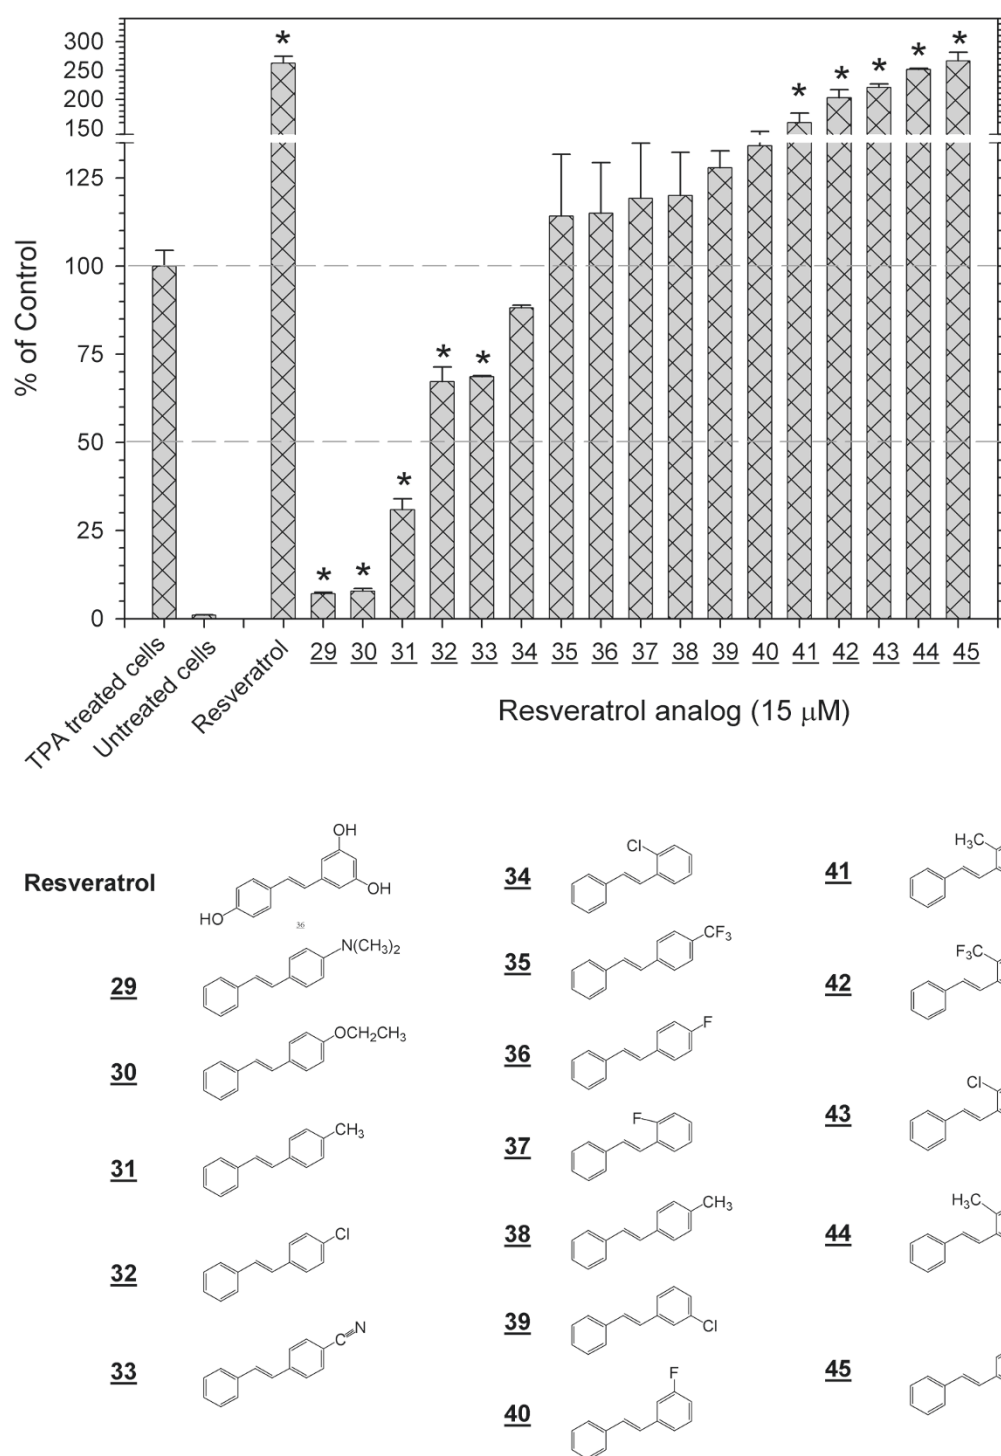 % of Control
300
250
200
150
125
100
75
50
25
0
* * * * * * * * * * *
TPA treated cells
Untreated cells
Resveratrol
29 30 31 32 33 34 35 36 37 38 39 40 41 42 43 44 45
Resveratrol analog (15 μM)
Resveratrol
OH
OH
HO
36
29
N(CH3)2
30
OCH2CH3
31
CH3
32
Cl
33
C N
34
Cl
35
CF3
36
F
37
F
38
CH3
39
Cl
40
F
41
H3C
42
F3C
43
Cl
44
H3C
45